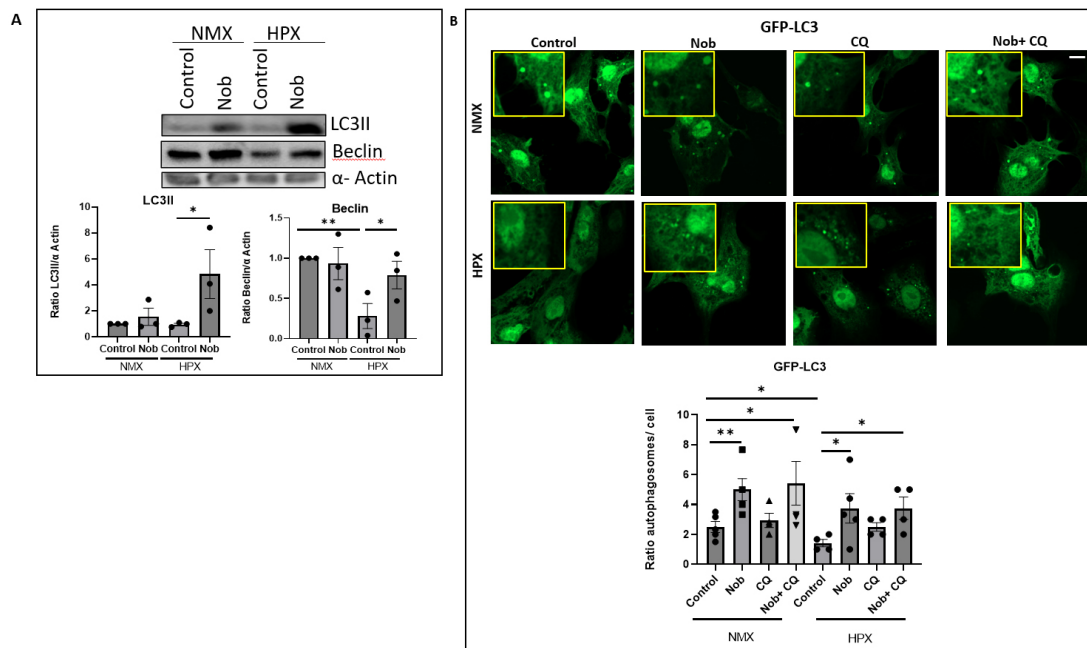 A
NMX HPX
Control Nob Control Nob
LC3II
Beclin
α- Actin
LC3II
*
Ratio LC3II/α Actin
10
8
6
4
2
0
Control Nob Control Nob
NMX HPX
Beclin
** *
Ratio Beclin/α Actin
1.5
1.0
0.5
0.0
Control Nob Control Nob
NMX HPX
B
GFP-LC3
Control Nob CQ Nob+ CQ
NMX
HPX
GFP-LC3
*
* *
** *
Ratio autophagosomes/ cell
10
8
6
4
2
0
Control Nob CQ Nob+ CQ Control Nob CQ Nob+ CQ
NMX HPX